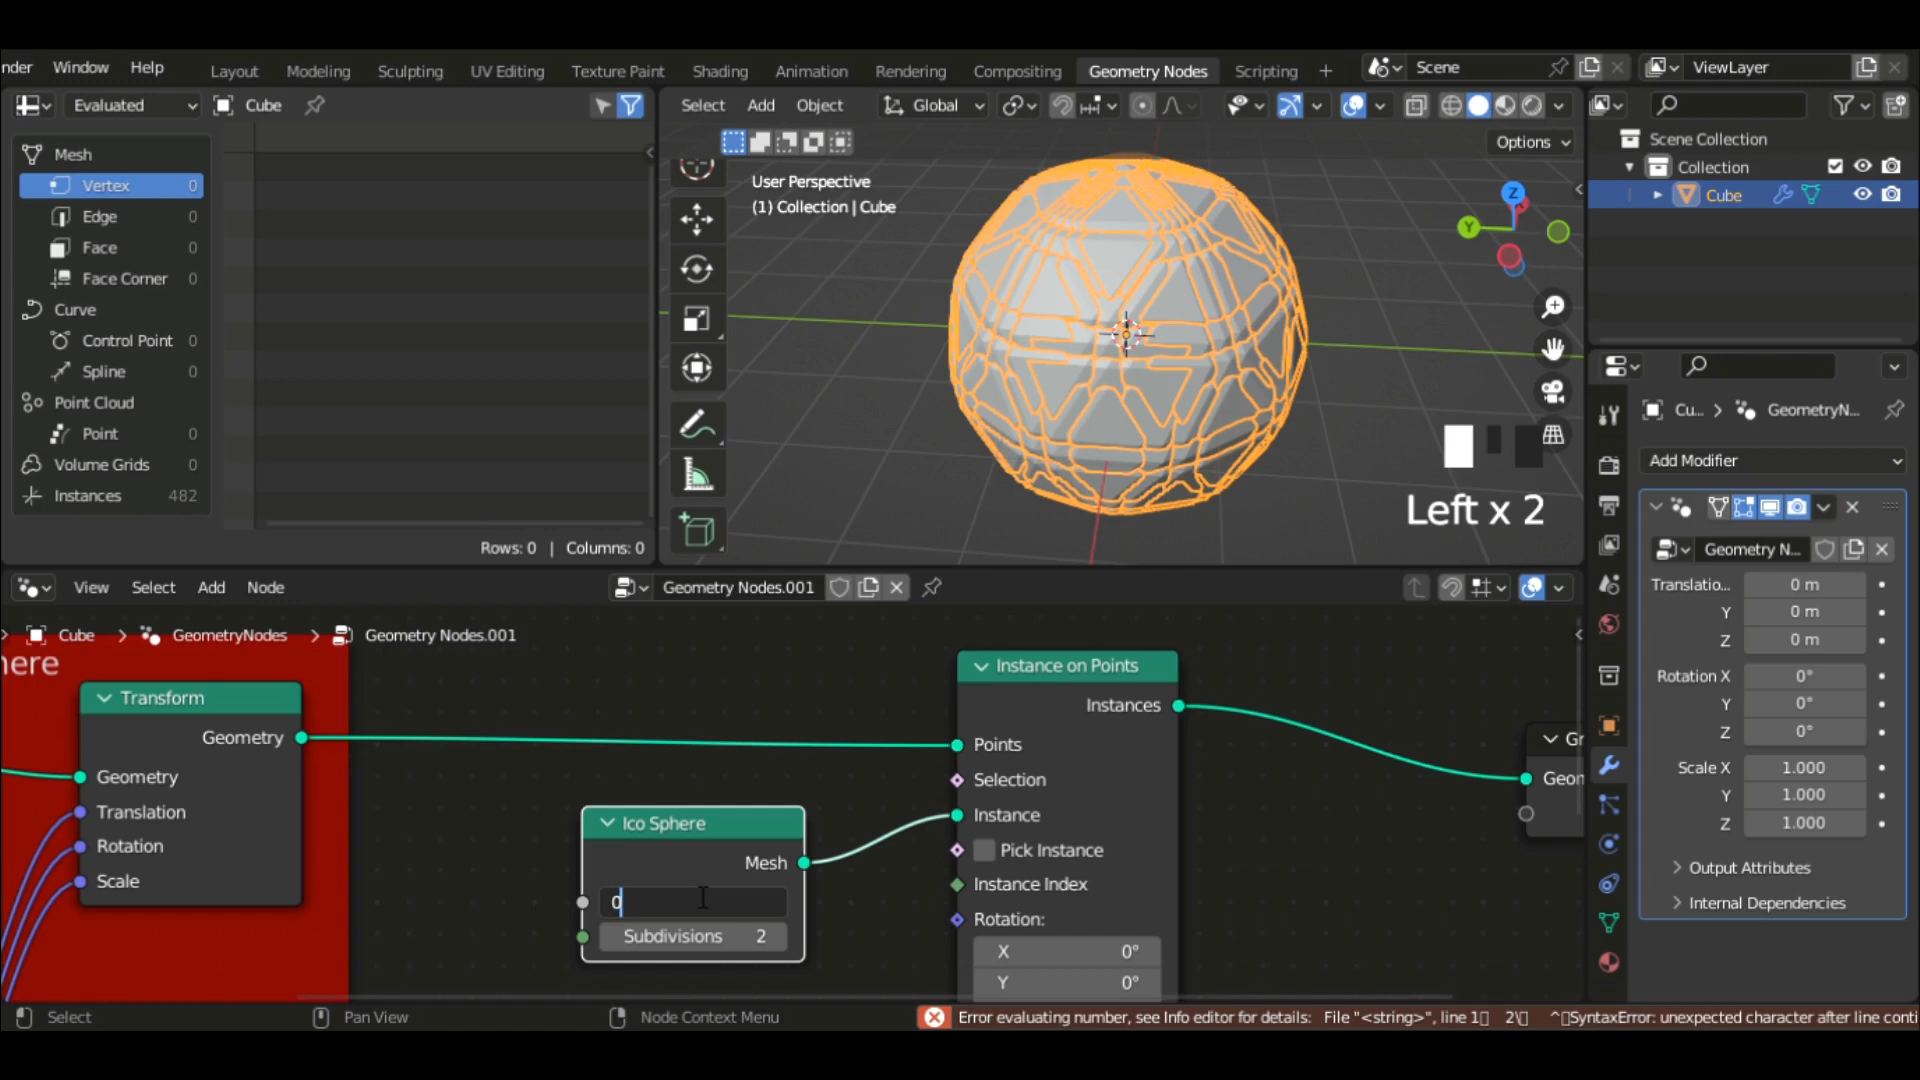 nder Window Help Layout Modeling Sculpting UV Editing Texture Paint Shading Animation Rendering Compositing Geometry Nodes Scripting + Scene ViewLayer
Evaluated Cube
Select Add Object Global
Options
Mesh
Vertex 0
Edge 0
Face 0
Face Corner 0
Curve
Control Point 0
Spline 0
Point Cloud
Point 0
Volume Grids 0
Instances 482
Rows: 0 | Columns: 0
User Perspective
(1) Collection | Cube
Z
Y
Left x 2
Scene Collection
Collection
Cube
Cu... > GeometryN...
Add Modifier
Geometry N...
Translatio... 0 m
Y 0 m
Z 0 m
Rotation X 0°
Y 0°
Z 0°
Scale X 1.000
Y 1.000
Z 1.000
Output Attributes
Internal Dependencies
View Select Add Node Geometry Nodes.001
Cube > GeometryNodes > Geometry Nodes.001
here
Transform
Geometry
Geometry
Translation
Rotation
Scale
Ico Sphere
Mesh
0
Subdivisions 2
Instance on Points
Instances
Points
Selection
Instance
Pick Instance
Instance Index
Rotation:
X 0°
Y 0°
Gr
Geon
Select Pan View Node Context Menu Error evaluating number, see Info editor for details: File "<string>", line 1 2\ ^ SyntaxError: unexpected character after line conti